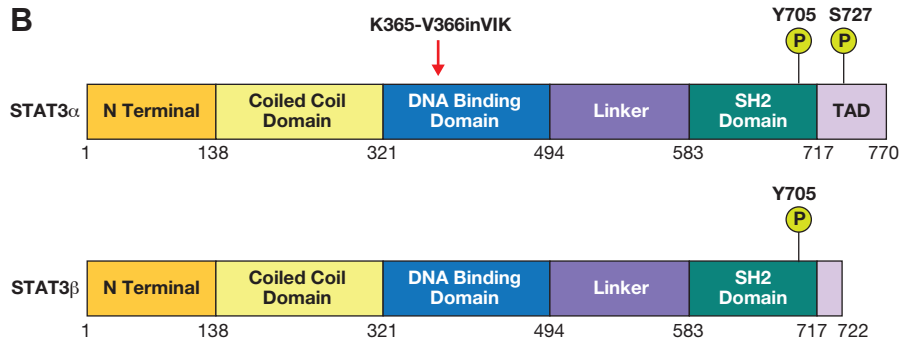 B
K365-V366inVIK
Y705 S727
P P
STAT3α N Terminal Coiled Coil Domain DNA Binding Domain Linker SH2 Domain TAD
1 138 321 494 583 717 770
Y705
P
STAT3β N Terminal Coiled Coil Domain DNA Binding Domain Linker SH2 Domain
1 138 321 494 583 717 722